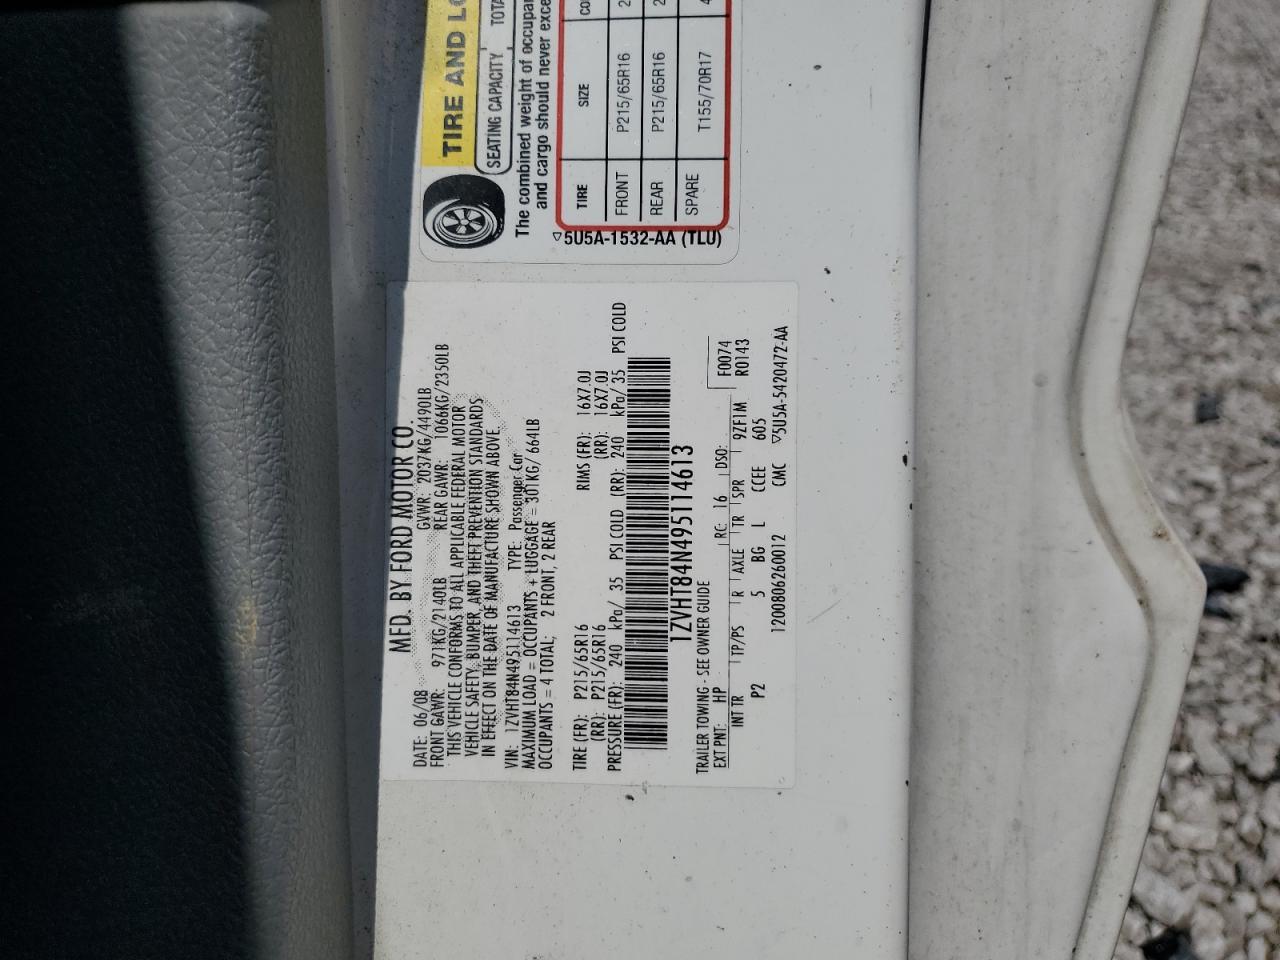 MFD. BY FORD MOTOR CO.
DATE: 06/08 GVWR: 2037KG/4490LB
FRONT GAWR: 971KG/2140LB REAR GAWR: 1066KG/2350LB
THIS VEHICLE CONFORMS TO ALL APPLICABLE FEDERAL MOTOR
VEHICLE SAFETY, BUMPER, AND THEFT PREVENTION STANDARDS
IN EFFECT ON THE DATE OF MANUFACTURE SHOWN ABOVE.
VIN: 1ZVHT84N495114613 TYPE: Passenger Car
MAXIMUM LOAD = OCCUPANTS + LUGGAGE = 301KG/664LB
OCCUPANTS = 4 TOTAL; 2 FRONT, 2 REAR
TIRE (FR): P215/65R16 RIMS (FR): 16X7.0J
(RR): P215/65R16 (RR): 16X7.0J
PRESSURE (FR): 240 kPa/ 35 PSI COLD (RR): 240 kPa/ 35 PSI COLD
1ZVHT84N495114613
TRAILER TOWING - SEE OWNER GUIDE F0074
EXT PNT: HP RC: 16 DSO: R0143
INT TR TP/PS R AXLE TR SPR 9ZF1M
P2 5 BG L CCEE 605
1200806260012 CMC ▽5U5A-5420472-AA
TIRE AND LO
SEATING CAPACITY TOTA
The combined weight of occupan
and cargo should never exce
TIRE SIZE CO
FRONT P215/65R16 2
REAR P215/65R16 2
SPARE T155/70R17 4
▽5U5A-1532-AA (TLU)